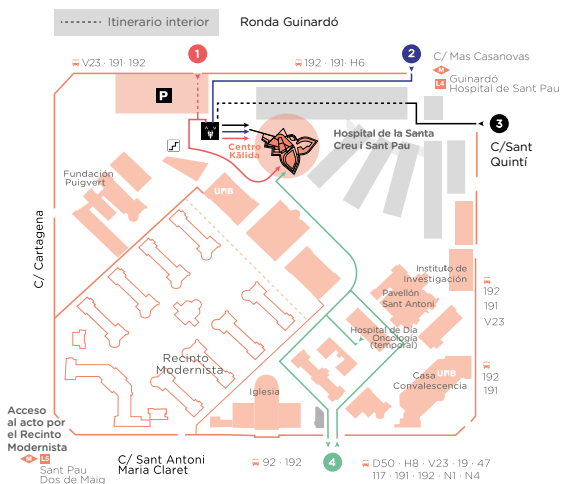 Itinerario interior
Ronda Guinardó
1
2
3
V23 · 191· 192
192 · 191· H6
C/ Mas Casanovas
M
L4
Guinardó
Hospital de Sant Pau
P
Centro
Kālida
Hospital de la Santa
Creu i Sant Pau
C/Sant
Quintí
Fundación
Puigvert
UAB
C/ Cartagena
Instituto de
Investigación
Pavellón
Sant Antoni
192
191
V23
Hospital de Dia
Oncología
(temporal)
Recinto
Modernista
UAB
Casa
Convalescencia
192
191
Iglesia
Acceso
al acto por
el Recinto
Modernista
M
L5
Sant Pau
Dos de Maig
C/ Sant Antoni
Maria Claret
92 · 192
4
D50 · H8 · V23 · 19 · 47
117 · 191 · 192 · N1 · N4